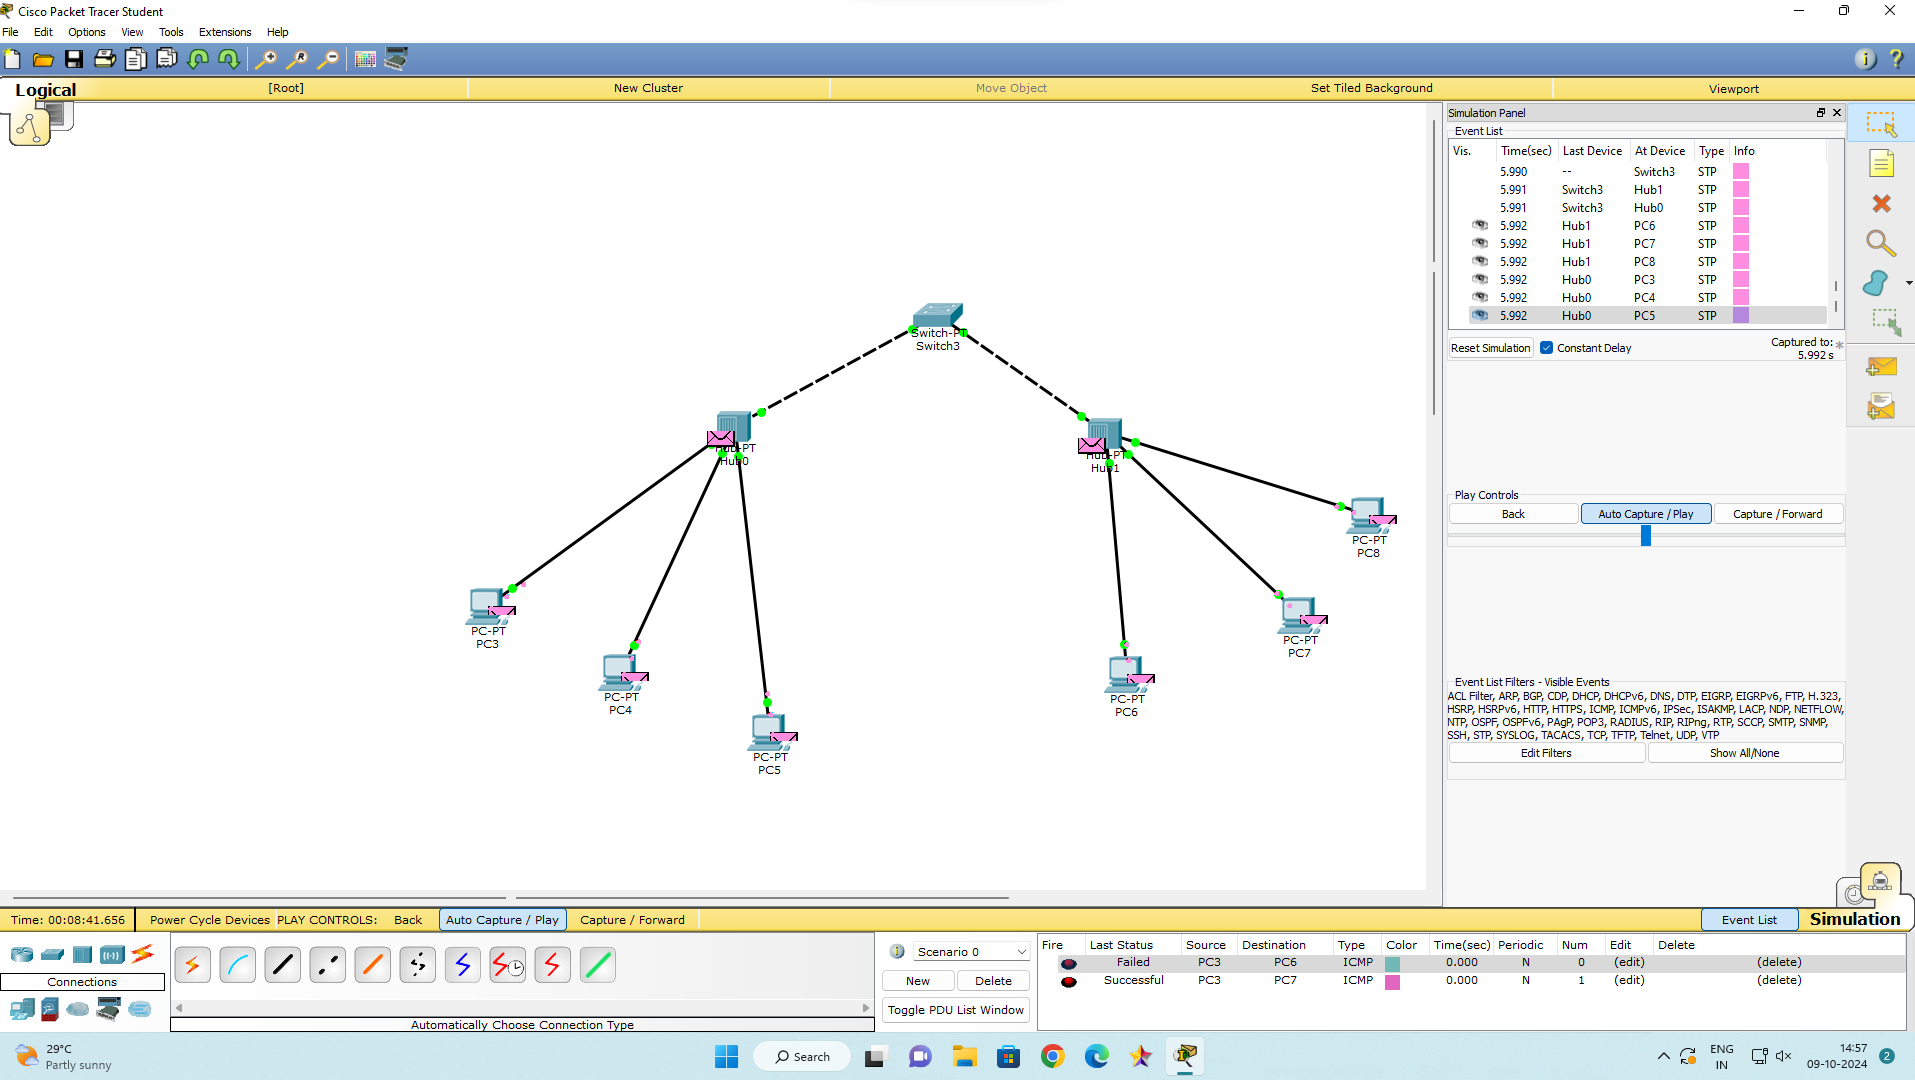 Cisco Packet Tracer Student
File Edit Options View Tools Extensions Help
Logical [Root] New Cluster Move Object Set Tiled Background Viewport
Simulation Panel
Event List
Vis. Time(sec) Last Device At Device Type Info
5.990 -- Switch3 STP
5.991 Switch3 Hub1 STP
5.991 Switch3 Hub0 STP
5.992 Hub1 PC6 STP
5.992 Hub1 PC7 STP
5.992 Hub1 PC8 STP
5.992 Hub0 PC3 STP
5.992 Hub0 PC4 STP
5.992 Hub0 PC5 STP
Reset Simulation Constant Delay Captured to: *
5.992 s
Switch-PT
Switch3
Hub-PT
Hub0
Hub-PT
Hub1
PC-PT
PC8
PC-PT
PC3
PC-PT
PC7
PC-PT
PC4
PC-PT
PC6
PC-PT
PC5
Play Controls
Back Auto Capture / Play Capture / Forward
Event List Filters - Visible Events
ACL Filter, ARP, BGP, CDP, DHCP, DHCPv6, DNS, DTP, EIGRP, EIGRPv6, FTP, H.323,
HSRP, HSRPv6, HTTP, HTTPS, ICMP, ICMPv6, IPSec, ISAKMP, LACP, NDP, NETFLOW,
NTP, OSPF, OSPFv6, PAgP, POP3, RADIUS, RIP, RIPng, RTP, SCCP, SMTP, SNMP,
SSH, STP, SYSLOG, TACACS, TCP, TFTP, Telnet, UDP, VTP
Edit Filters Show All/None
Time: 00:08:41.656 Power Cycle Devices PLAY CONTROLS: Back Auto Capture / Play Capture / Forward Event List Simulation
Connections
Automatically Choose Connection Type
Scenario 0
New Delete
Toggle PDU List Window
Fire Last Status Source Destination Type Color Time(sec) Periodic Num Edit Delete
Failed PC3 PC6 ICMP 0.000 N 0 (edit) (delete)
Successful PC3 PC7 ICMP 0.000 N 1 (edit) (delete)
29°C
Partly sunny
Search
ENG
IN
14:57
09-10-2024
2